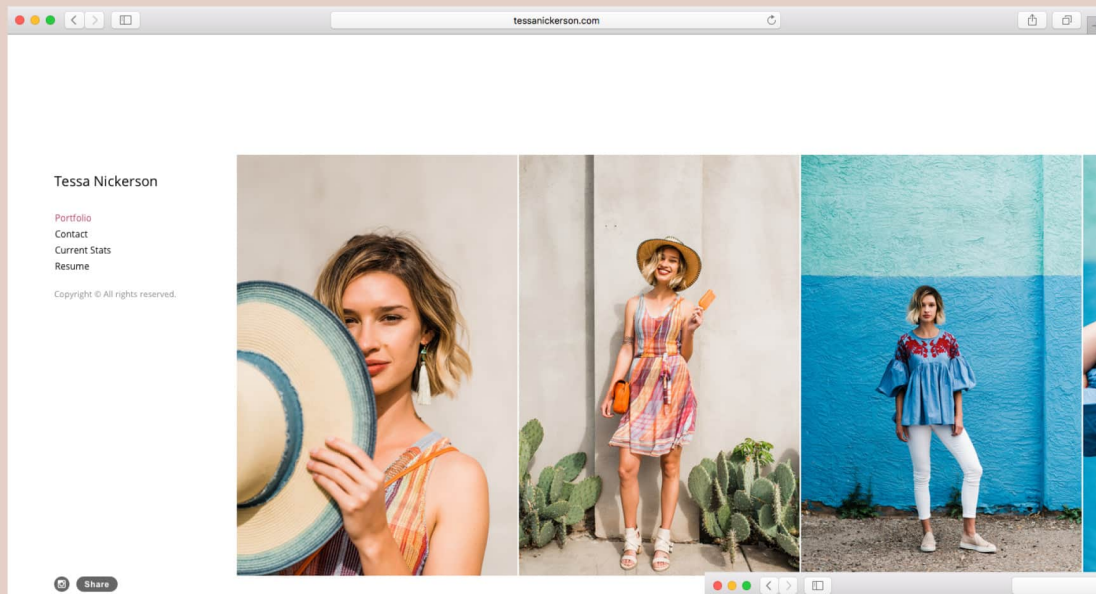 tessanickerson.com
Tessa Nickerson
Portfolio
Contact
Current Stats
Resume
Copyright © All rights reserved.
Share